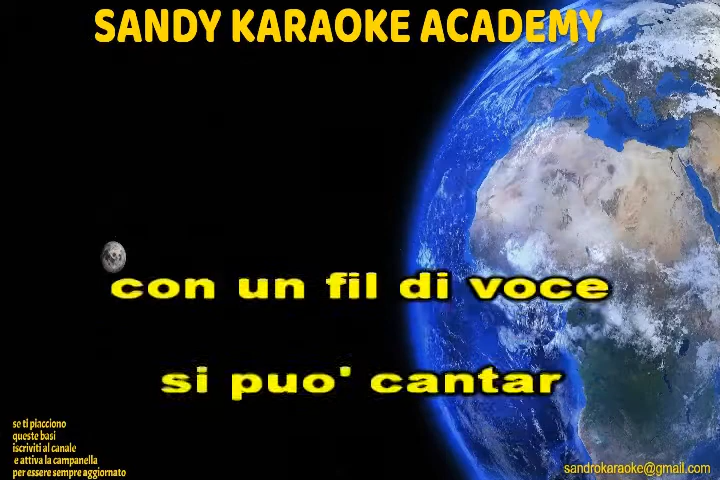 SANDY KARAOKE ACADEMY
con un fil di voce
si puo' cantar
se ti piacciono
queste basi
iscriviti al canale
e attiva la campanella
per essere sempre aggiornato
sandrokaraoke@gmail.com